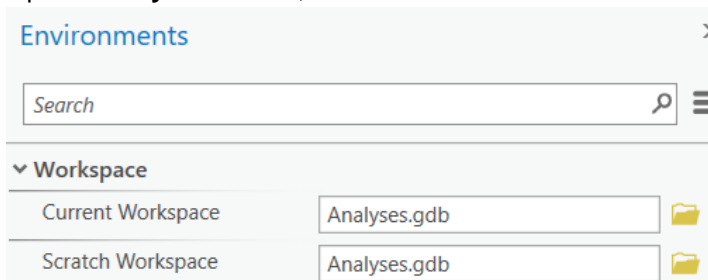 Environments
Search
Workspace
Current Workspace Analyses.gdb
Scratch Workspace Analyses.gdb